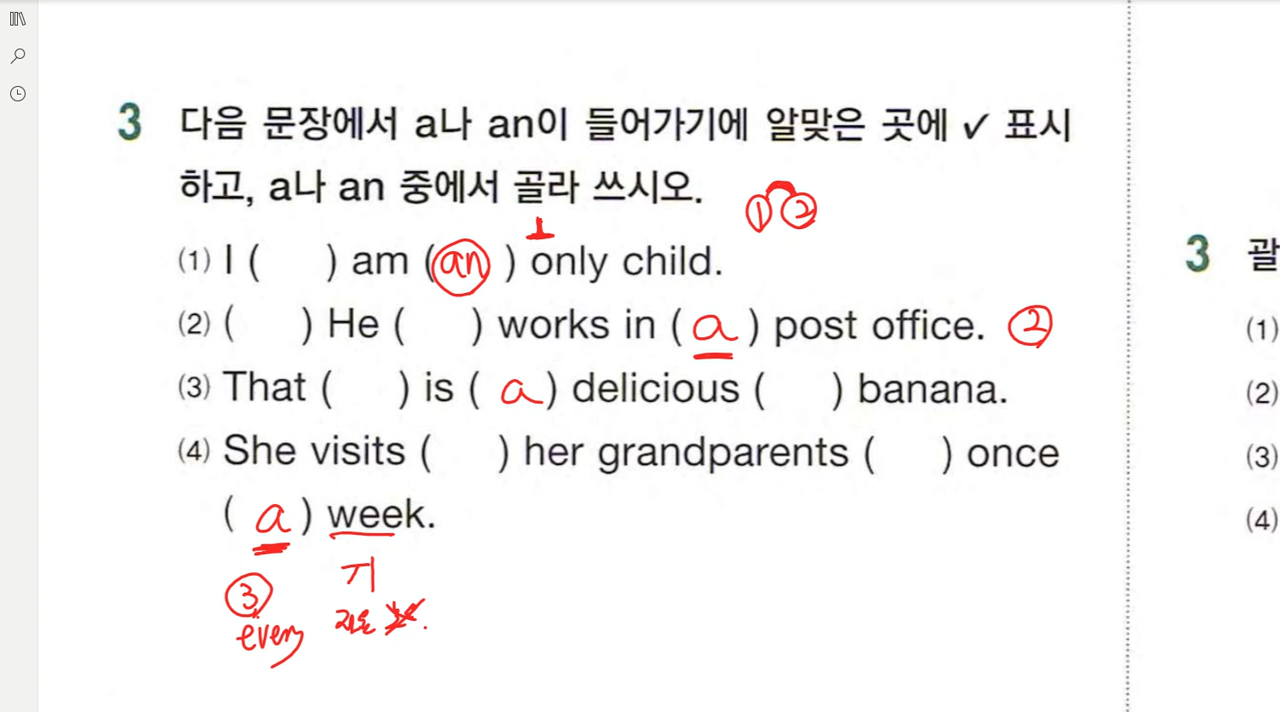 3 다음 문장에서 a나 an이 들어가기에 알맞은 곳에 ✓ 표시
하고, a나 an 중에서 골라 쓰시오.
① ②
(1) I (    ) am ( an ) only child.
(2) (    ) He (    ) works in ( a ) post office. ②
(3) That (    ) is ( a ) delicious (    ) banana.
(4) She visits (    ) her grandparents (    ) once
( a ) week.
③
every
3 괄
(1)
(2)
(3)
(4)